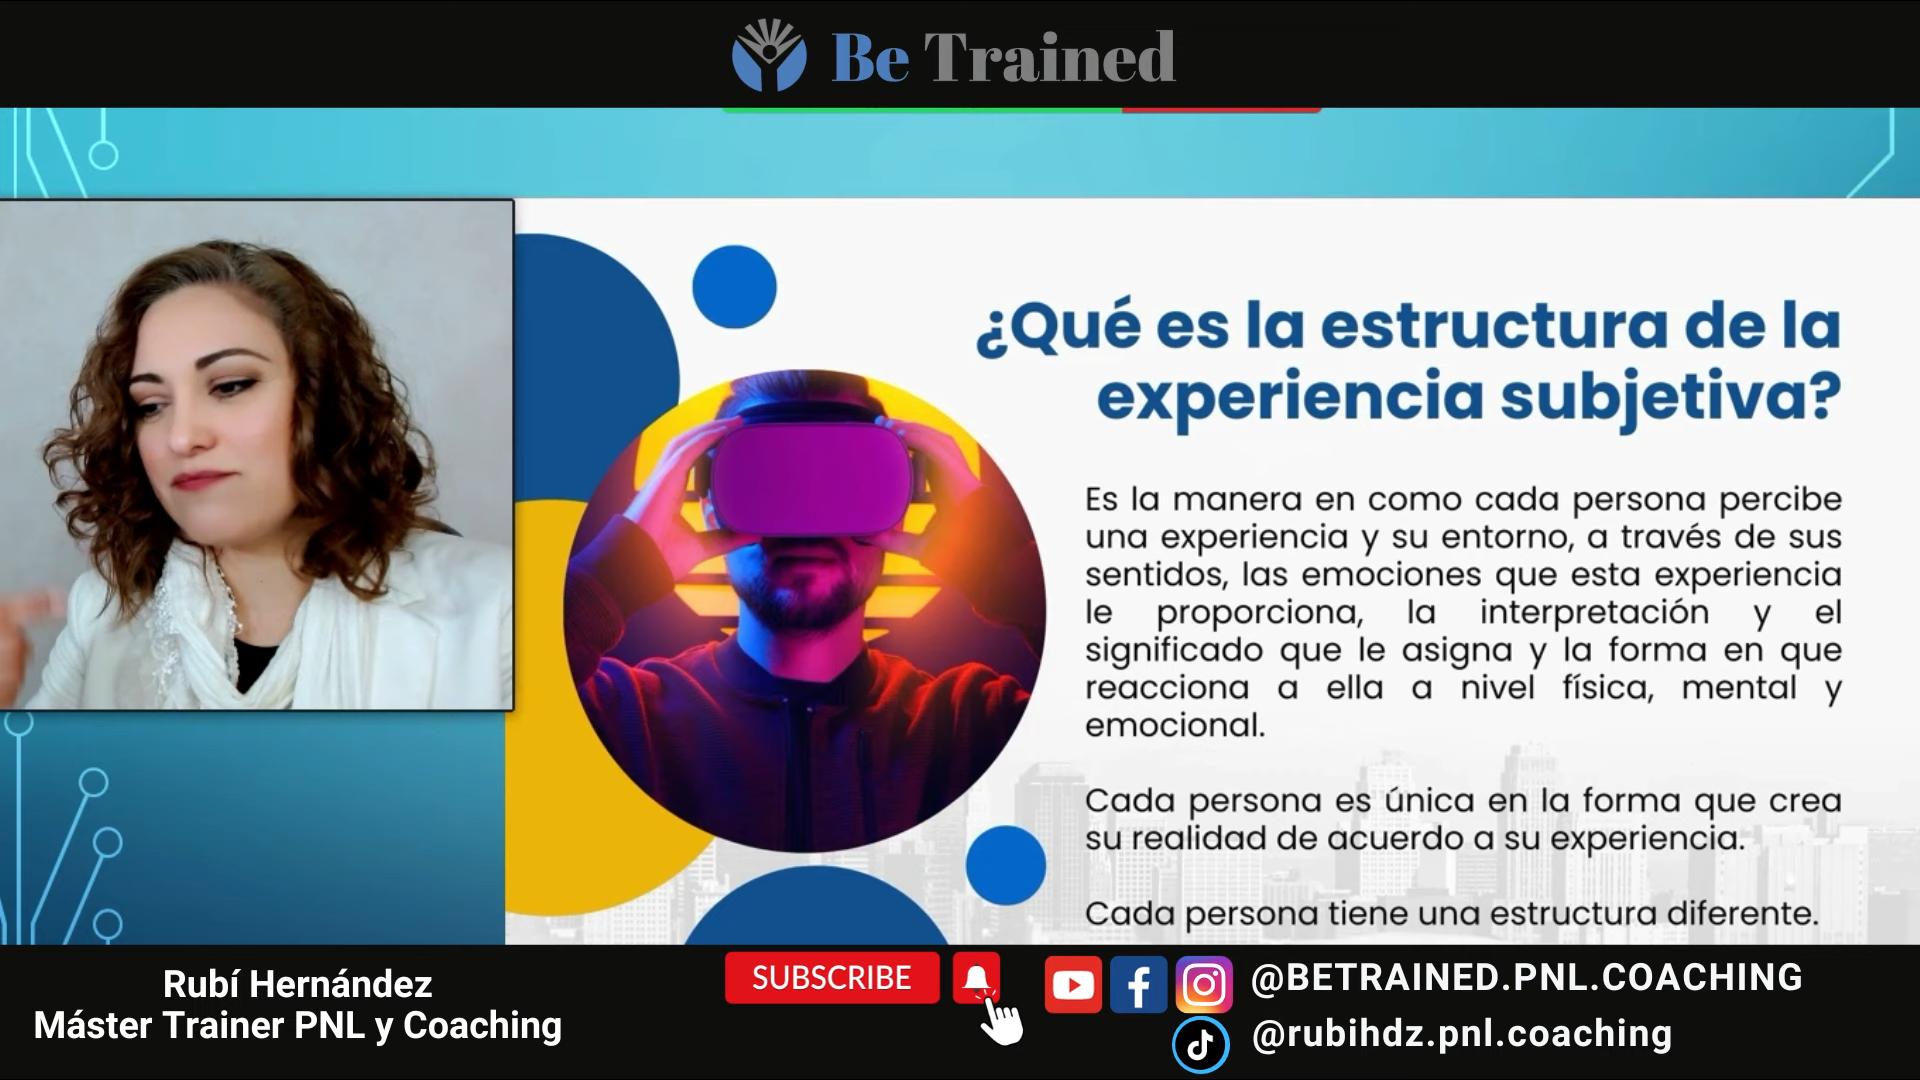 Be Trained
¿Qué es la estructura de la
experiencia subjetiva?
Es la manera en como cada persona percibe
una experiencia y su entorno, a través de sus
sentidos, las emociones que esta experiencia
le proporciona, la interpretación y el
significado que le asigna y la forma en que
reacciona a ella a nivel física, mental y
emocional.
Cada persona es única en la forma que crea
su realidad de acuerdo a su experiencia.
Cada persona tiene una estructura diferente.
Rubí Hernández
Máster Trainer PNL y Coaching
SUBSCRIBE
@BETRAINED.PNL.COACHING
@rubihdz.pnl.coaching